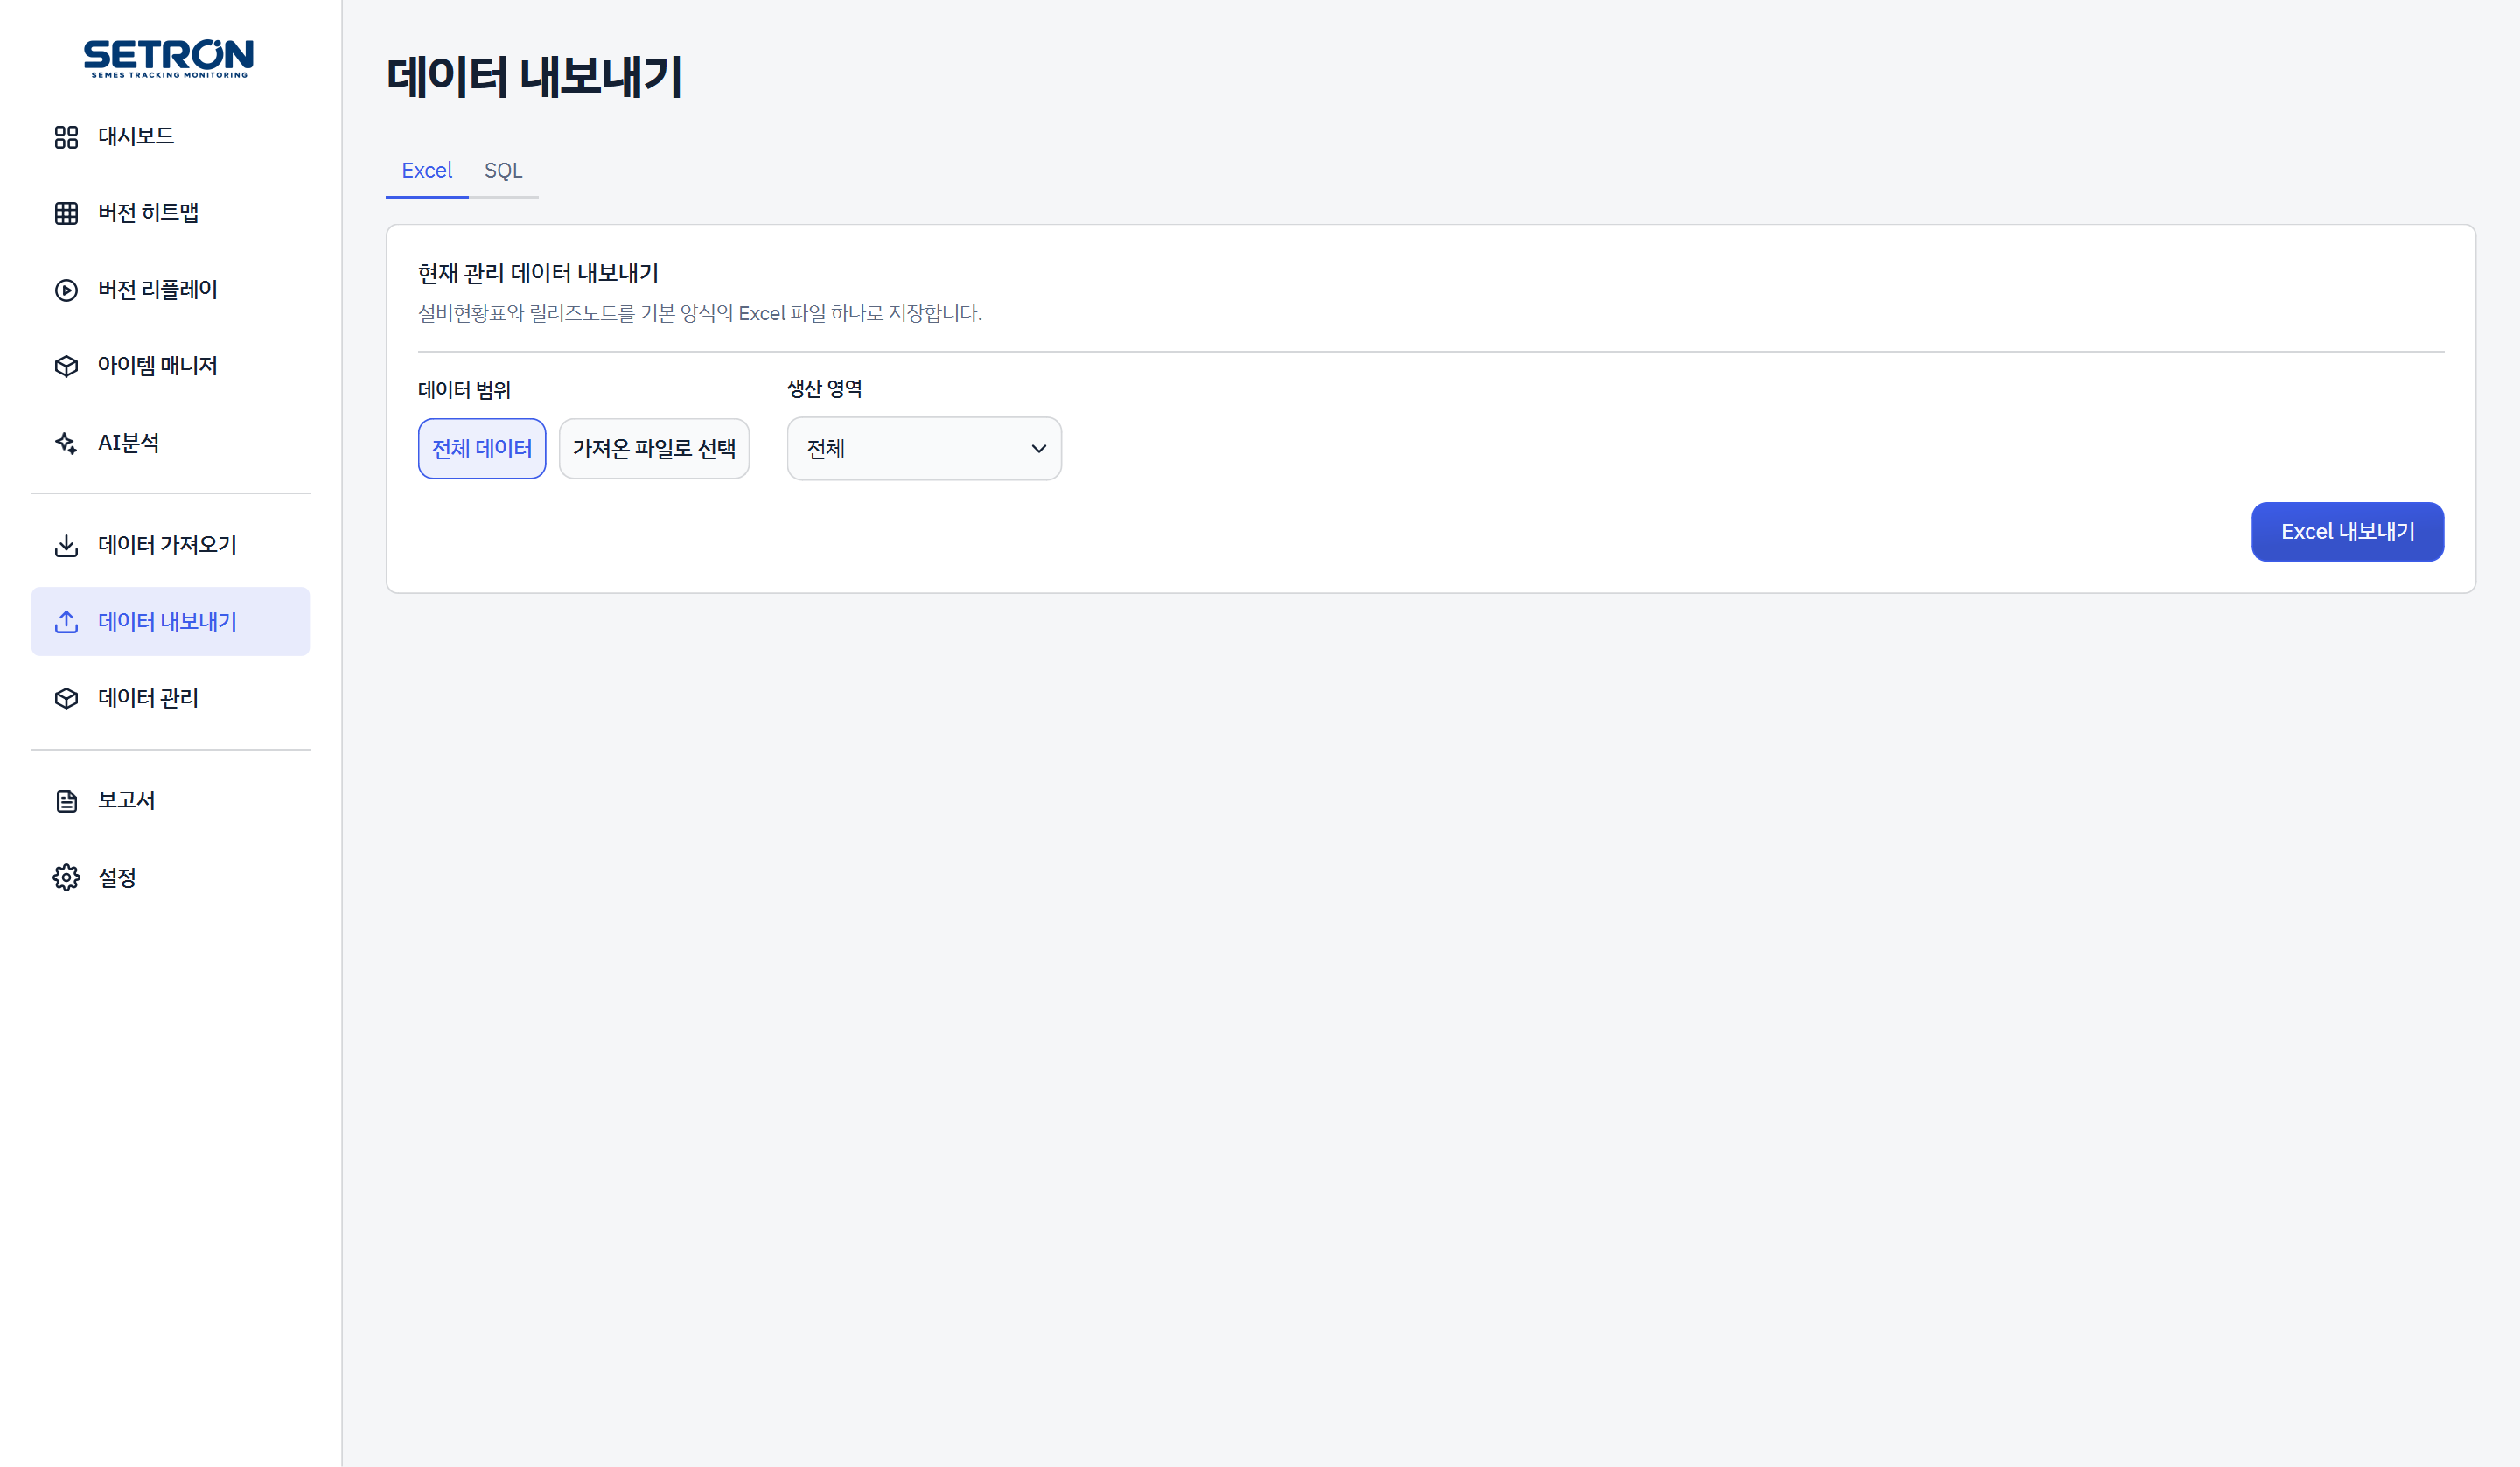 SETRON
SEMES TRACKING MONITORING
대시보드
버전 히트맵
버전 리플레이
아이템 매니저
AI분석
데이터 가져오기
데이터 내보내기
데이터 관리
보고서
설정
데이터 내보내기
Excel SQL
현재 관리 데이터 내보내기
설비현황표와 릴리즈노트를 기본 양식의 Excel 파일 하나로 저장합니다.
데이터 범위 생산 영역
전체 데이터 가져온 파일로 선택 전체
Excel 내보내기